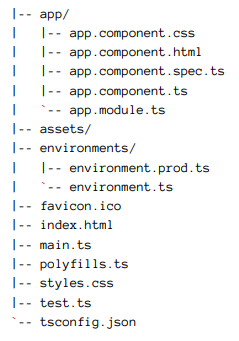 |-- app/
|   |-- app.component.css
|   |-- app.component.html
|   |-- app.component.spec.ts
|   |-- app.component.ts
|   `-- app.module.ts
|-- assets/
|-- environments/
|   |-- environment.prod.ts
|   `-- environment.ts
|-- favicon.ico
|-- index.html
|-- main.ts
|-- polyfills.ts
|-- styles.css
|-- test.ts
`-- tsconfig.json